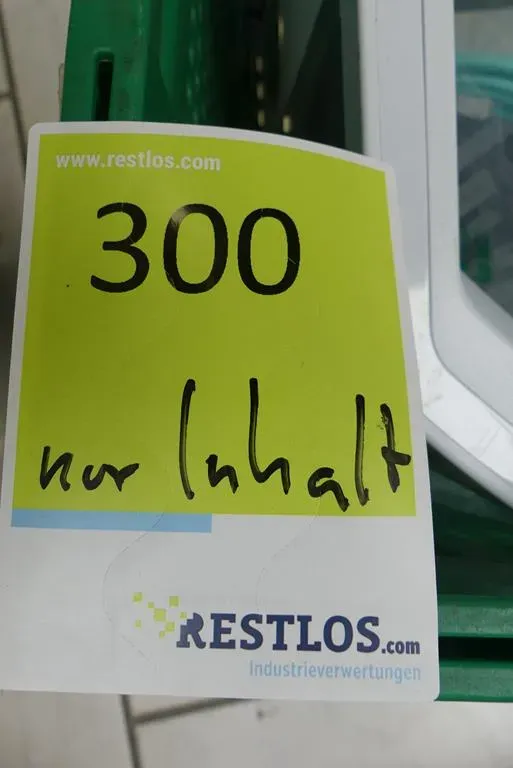 www.restlos.com
300
nur Inhalt
RESTLOS.com
Industrieverwertungen